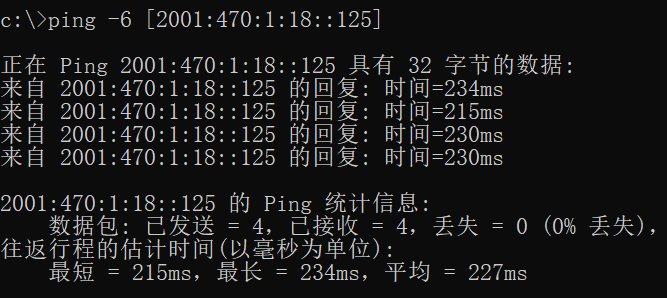 c:\>ping -6 [2001:470:1:18::125]
正在 Ping 2001:470:1:18::125 具有 32 字节的数据:
来自 2001:470:1:18::125 的回复: 时间=234ms
来自 2001:470:1:18::125 的回复: 时间=215ms
来自 2001:470:1:18::125 的回复: 时间=230ms
来自 2001:470:1:18::125 的回复: 时间=230ms
2001:470:1:18::125 的 Ping 统计信息:
数据包: 已发送 = 4，已接收 = 4，丢失 = 0 (0% 丢失)，
往返行程的估计时间(以毫秒为单位):
最短 = 215ms，最长 = 234ms，平均 = 227ms